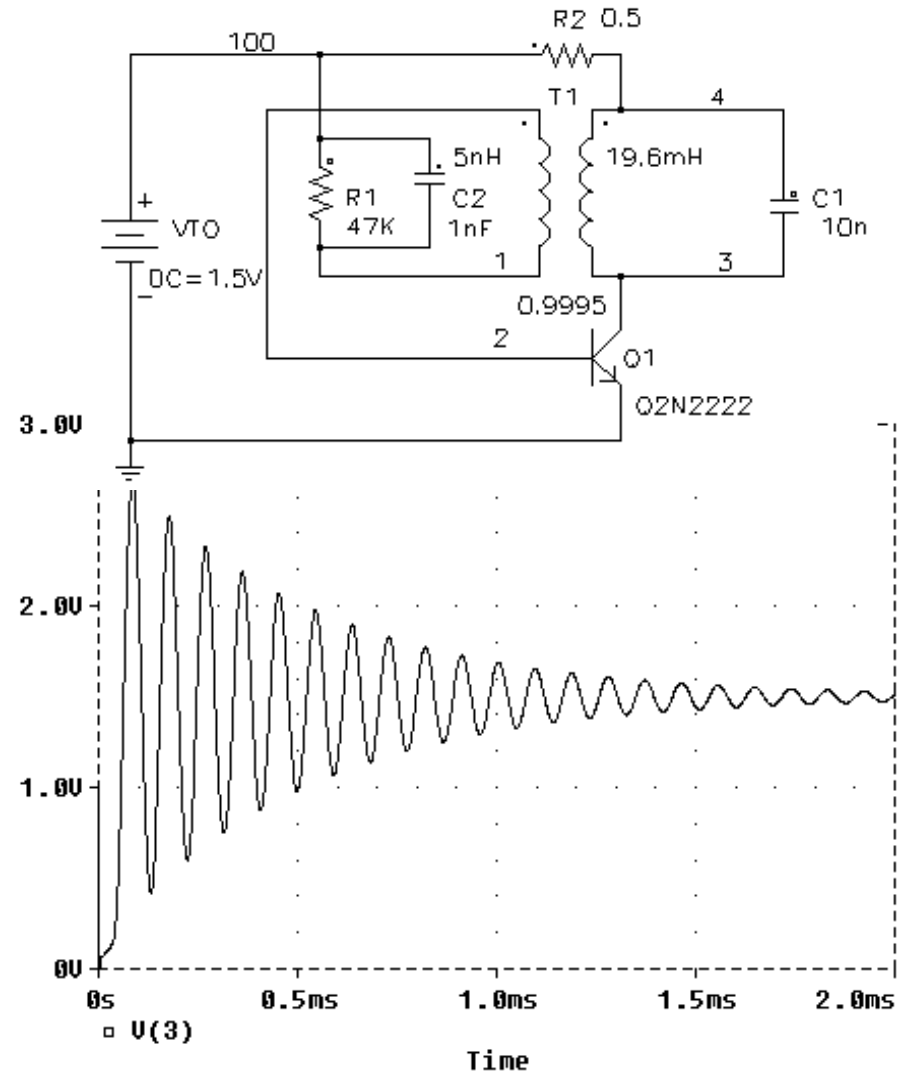 R2 0.5
100
T1
4
+
5nH
19.6mH
R1
C2
C1
VTO
47K
1nF
10n
1
3
DC=1.5V
-
0.9995
2
Q1
Q2N2222
3.0V
2.0V
1.0V
0V
0s 0.5ms 1.0ms 1.5ms 2.0ms
V(3)
Time